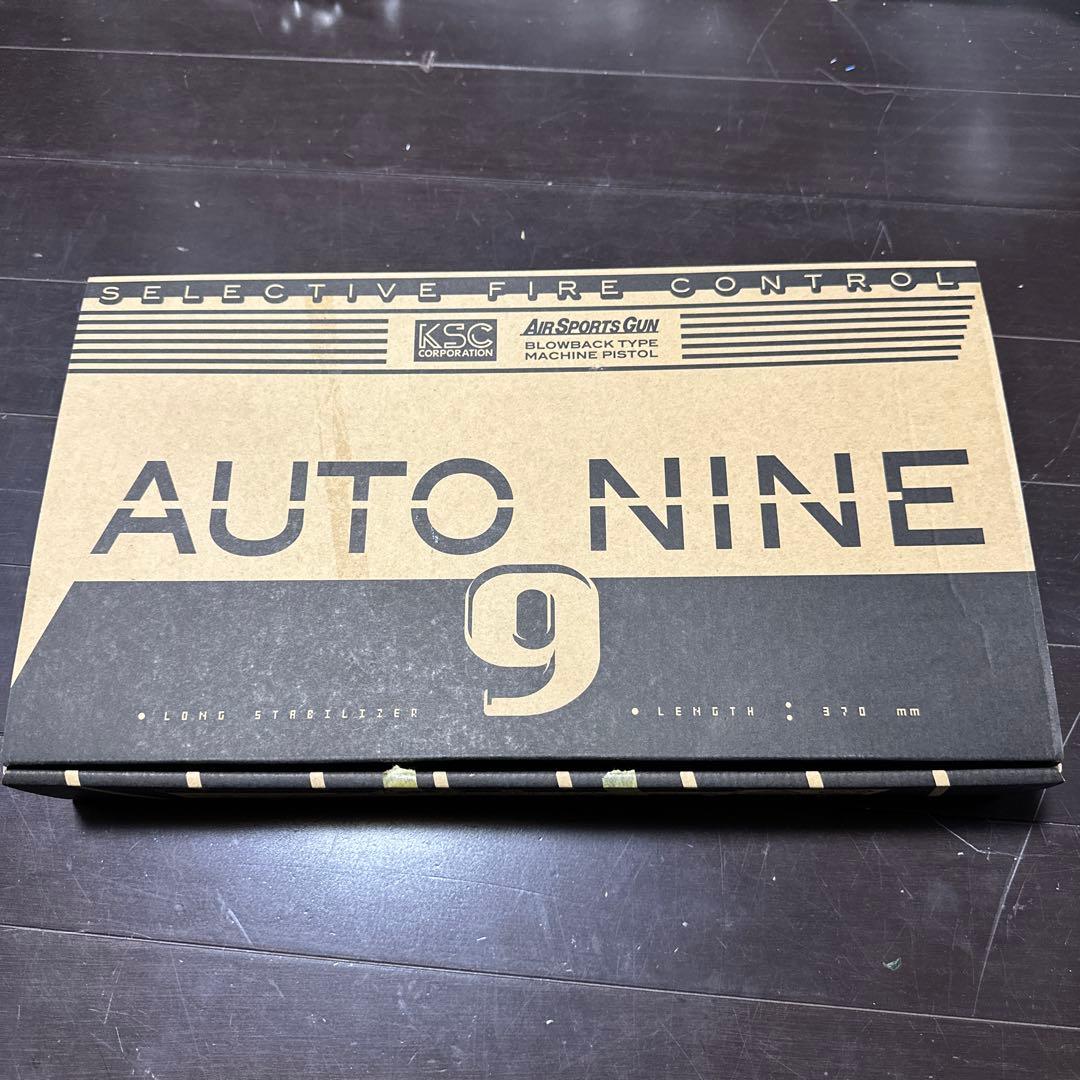 SELECTIVE FIRE CONTROL
KSC
CORPORATION
AIR SPORTS GUN
BLOWBACK TYPE
MACHINE PISTOL
AUTO NINE
9
• LONG STABILIZER
• LENGTH : 370 mm